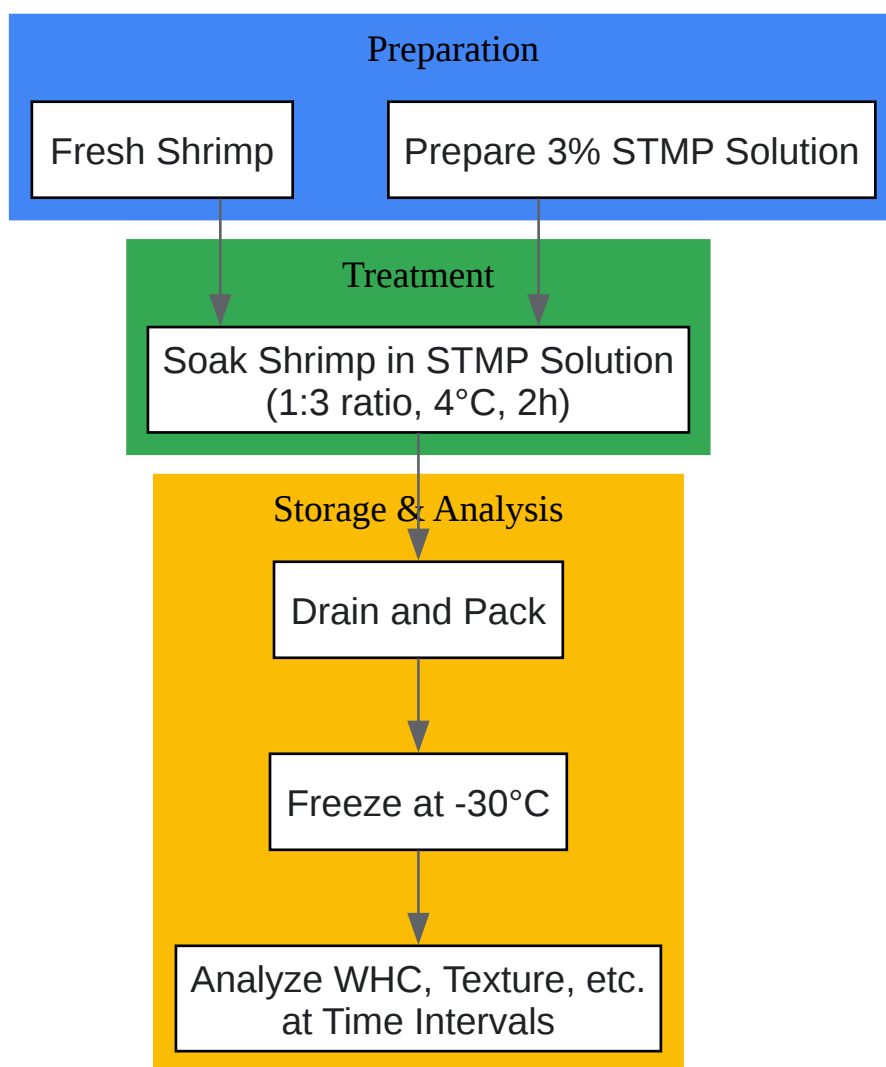 Preparation
Fresh Shrimp
Prepare 3% STMP Solution
Treatment
Soak Shrimp in STMP Solution
(1:3 ratio, 4°C, 2h)
Storage & Analysis
Drain and Pack
Freeze at -30°C
Analyze WHC, Texture, etc.
at Time Intervals